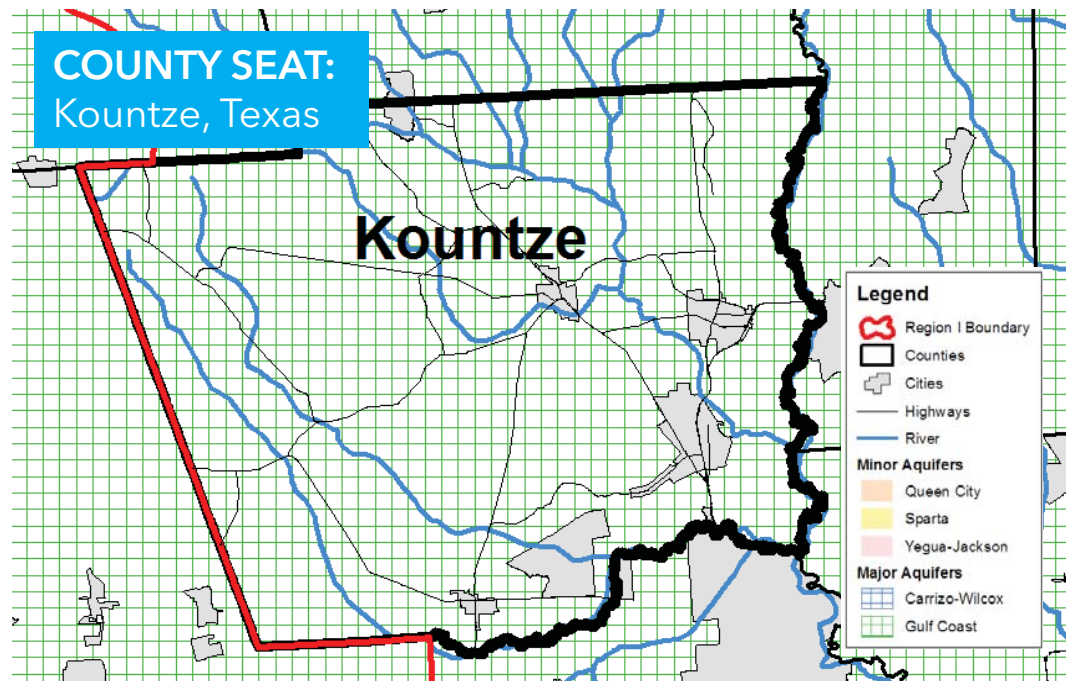 COUNTY SEAT:
Kountze, Texas
Kountze
Legend
Region I Boundary
Counties
Cities
Highways
River
Minor Aquifers
Queen City
Sparta
Yegua-Jackson
Major Aquifers
Carrizo-Wilcox
Gulf Coast